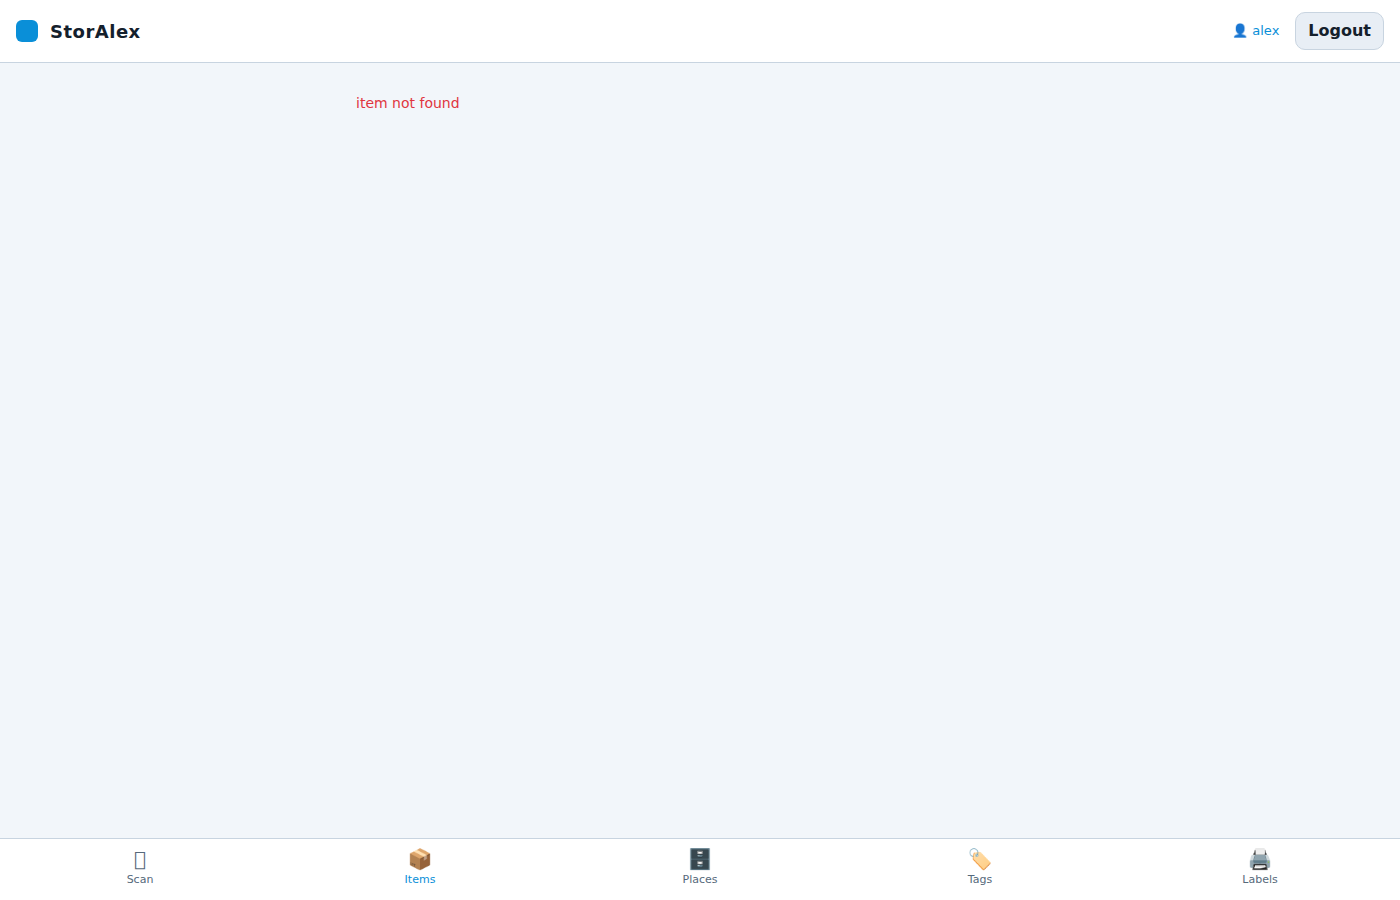 StorAlex
alex
Logout
item not found
Scan
Items
Places
Tags
Labels